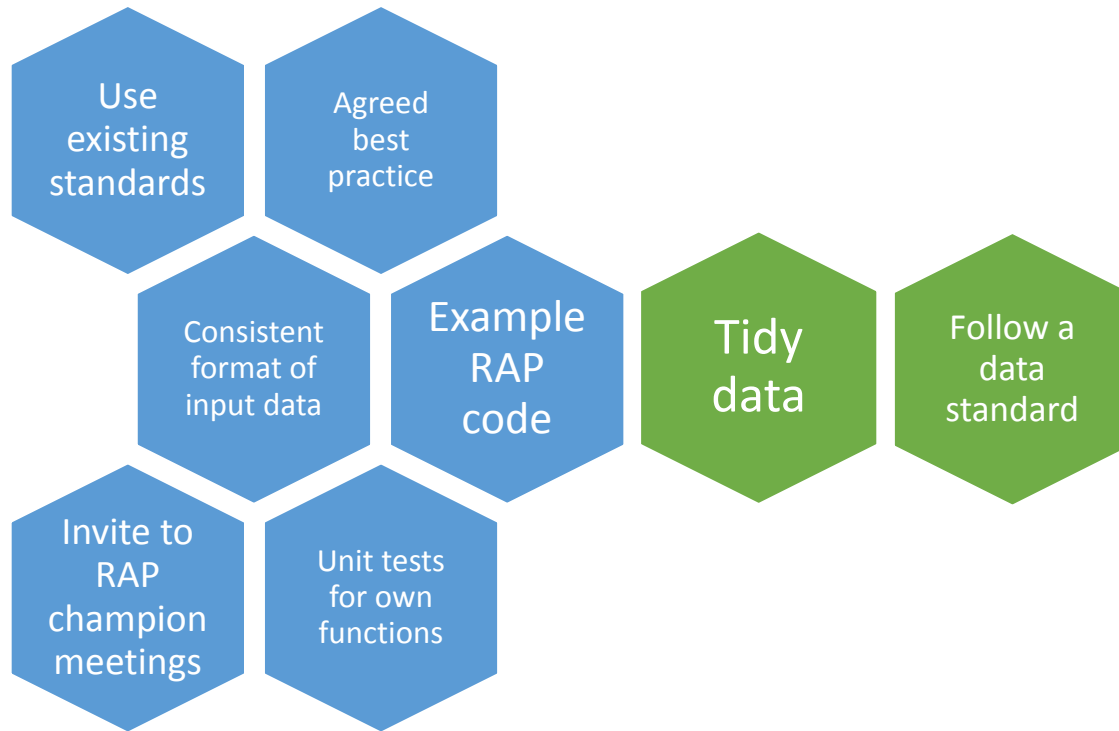 Use
existing
standards
Agreed
best
practice
Consistent
format of
input data
Example
RAP
code
Tidy
data
Follow a
data
standard
Invite to
RAP
champion
meetings
Unit tests
for own
functions